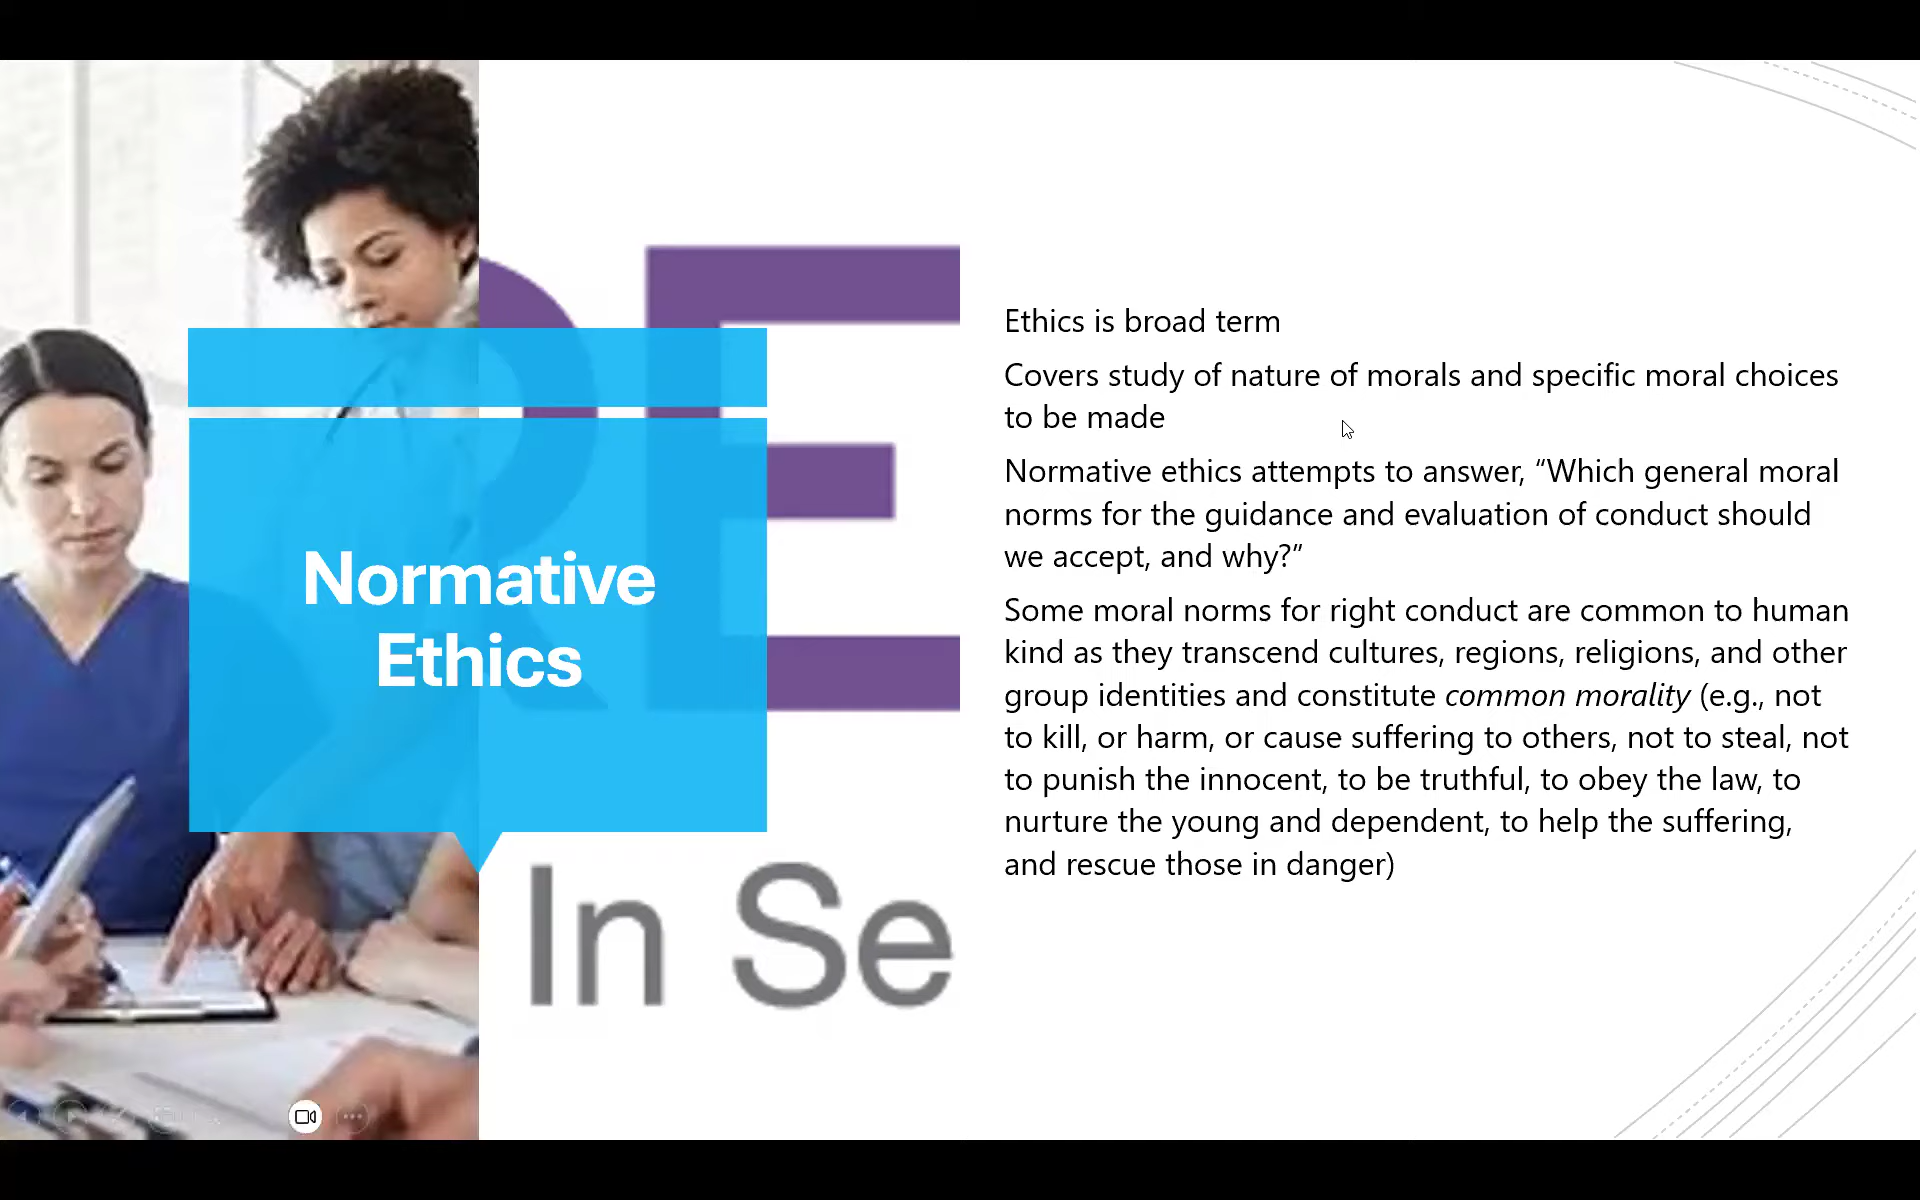 RE
Normative
Ethics
In Se
Ethics is broad term
Covers study of nature of morals and specific moral choices
to be made
Normative ethics attempts to answer, “Which general moral
norms for the guidance and evaluation of conduct should
we accept, and why?”
Some moral norms for right conduct are common to human
kind as they transcend cultures, regions, religions, and other
group identities and constitute common morality (e.g., not
to kill, or harm, or cause suffering to others, not to steal, not
to punish the innocent, to be truthful, to obey the law, to
nurture the young and dependent, to help the suffering,
and rescue those in danger)